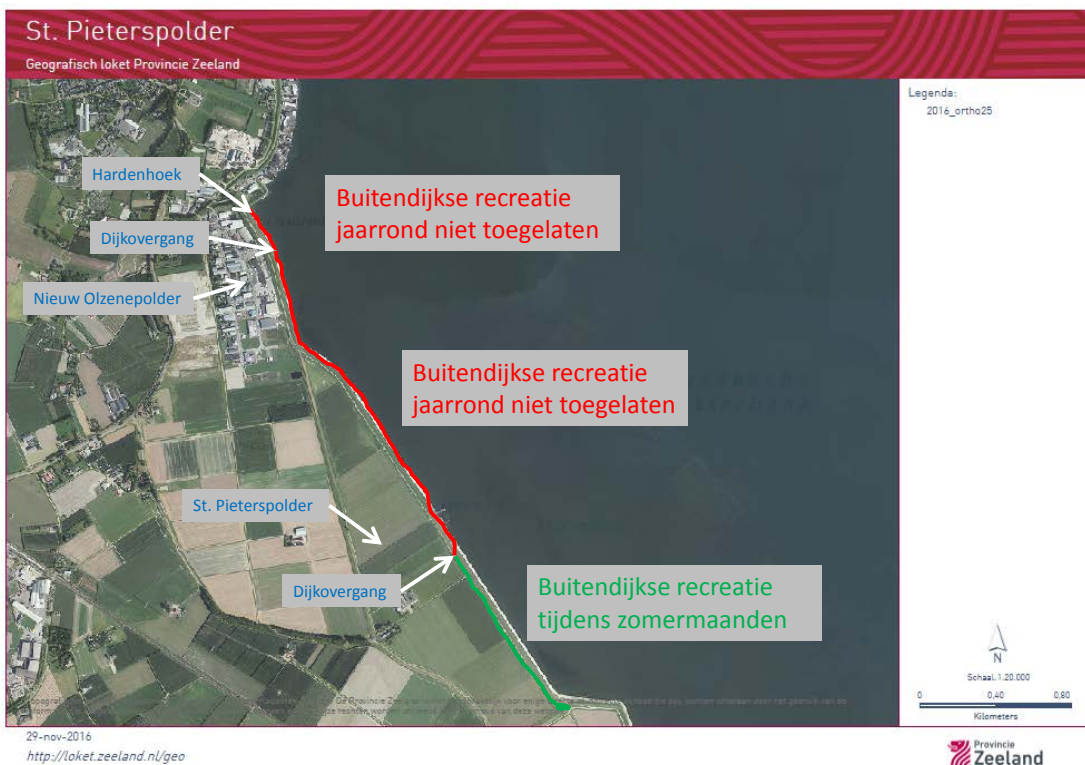 St. Pieterspolder
Geografisch loket Provincie Zeeland
Legenda:
2016_ortho25
Hardenhoek
Buitendijkse recreatie
jaarrond niet toegelaten
Dijkovergang
Nieuw Olzenepolder
Buitendijkse recreatie
jaarrond niet toegelaten
St. Pieterspolder
Dijkovergang
Buitendijkse recreatie
tijdens zomermaanden
N
Schaal 1:20.000
0 0,40 0,80
Kilometers
29-nov-2016
http://loket.zeeland.nl/geo
Provincie
Zeeland